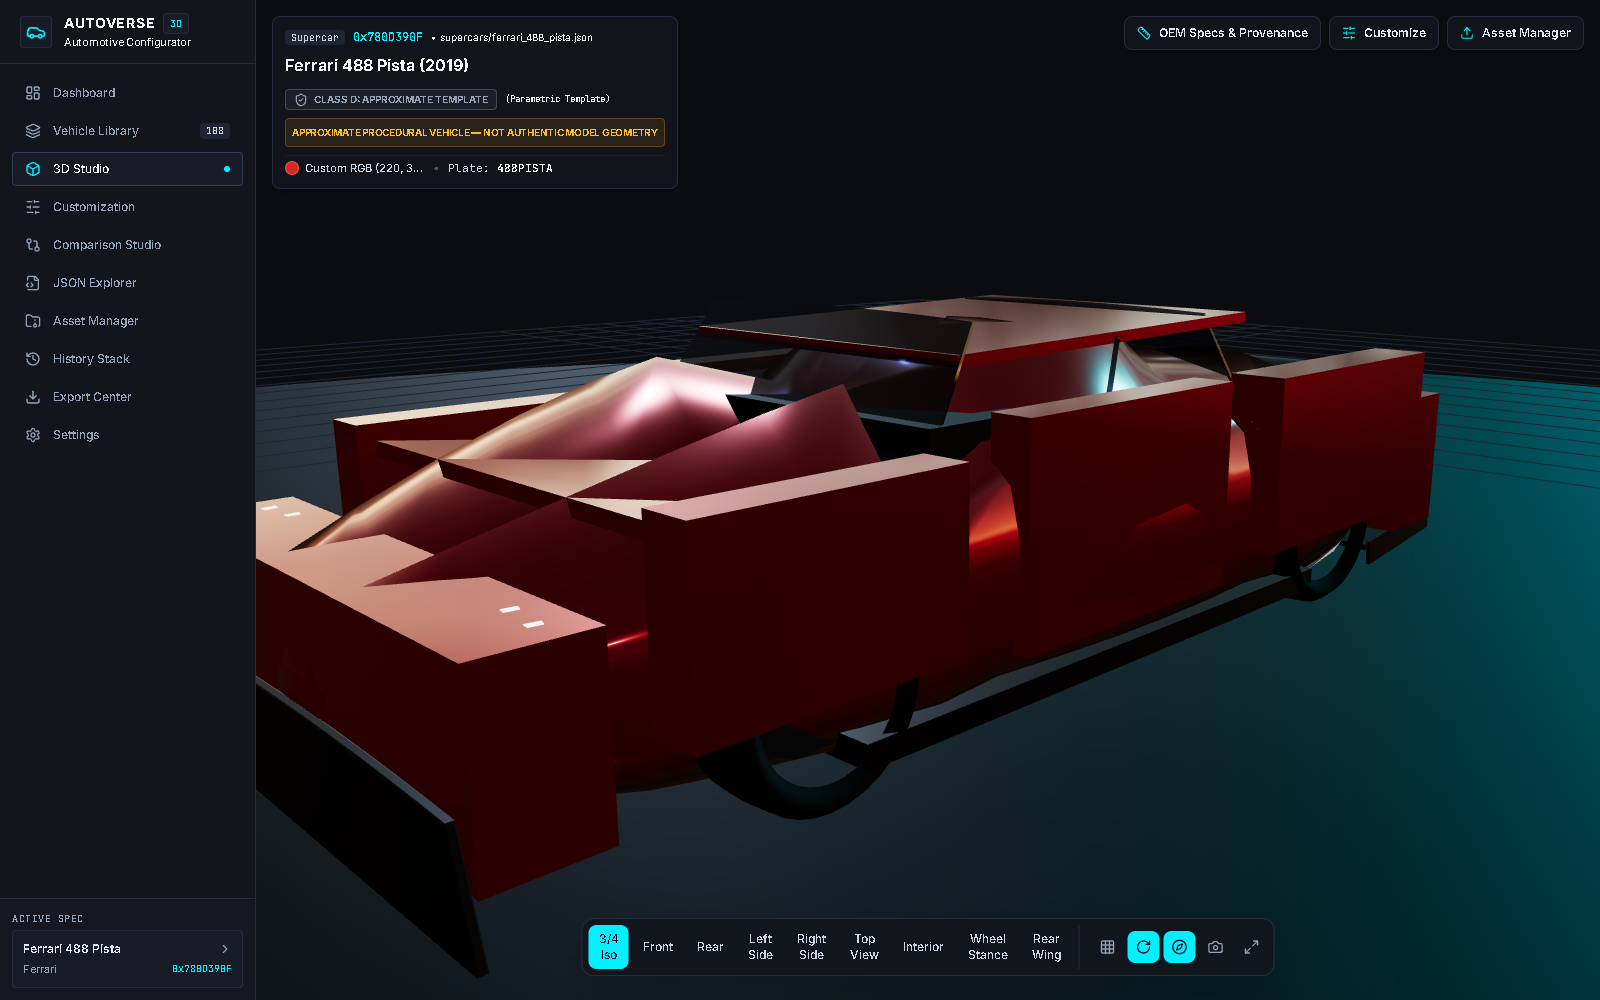 AUTOVERSE 3D
Automotive Configurator
Dashboard
Vehicle Library 188
3D Studio
Customization
Comparison Studio
JSON Explorer
Asset Manager
History Stack
Export Center
Settings
ACTIVE SPEC
Ferrari 488 Pista
Ferrari 0x780D390F
Supercar 0x780D390F • supercars/ferrari_488_pista.json
Ferrari 488 Pista (2019)
CLASS D: APPROXIMATE TEMPLATE (Parametric Template)
APPROXIMATE PROCEDURAL VEHICLE — NOT AUTHENTIC MODEL GEOMETRY
Custom RGB (220, 3... • Plate: 488PISTA
OEM Specs & Provenance
Customize
Asset Manager
3/4
Iso
Front
Rear
Left
Side
Right
Side
Top
View
Interior
Wheel
Stance
Rear
Wing